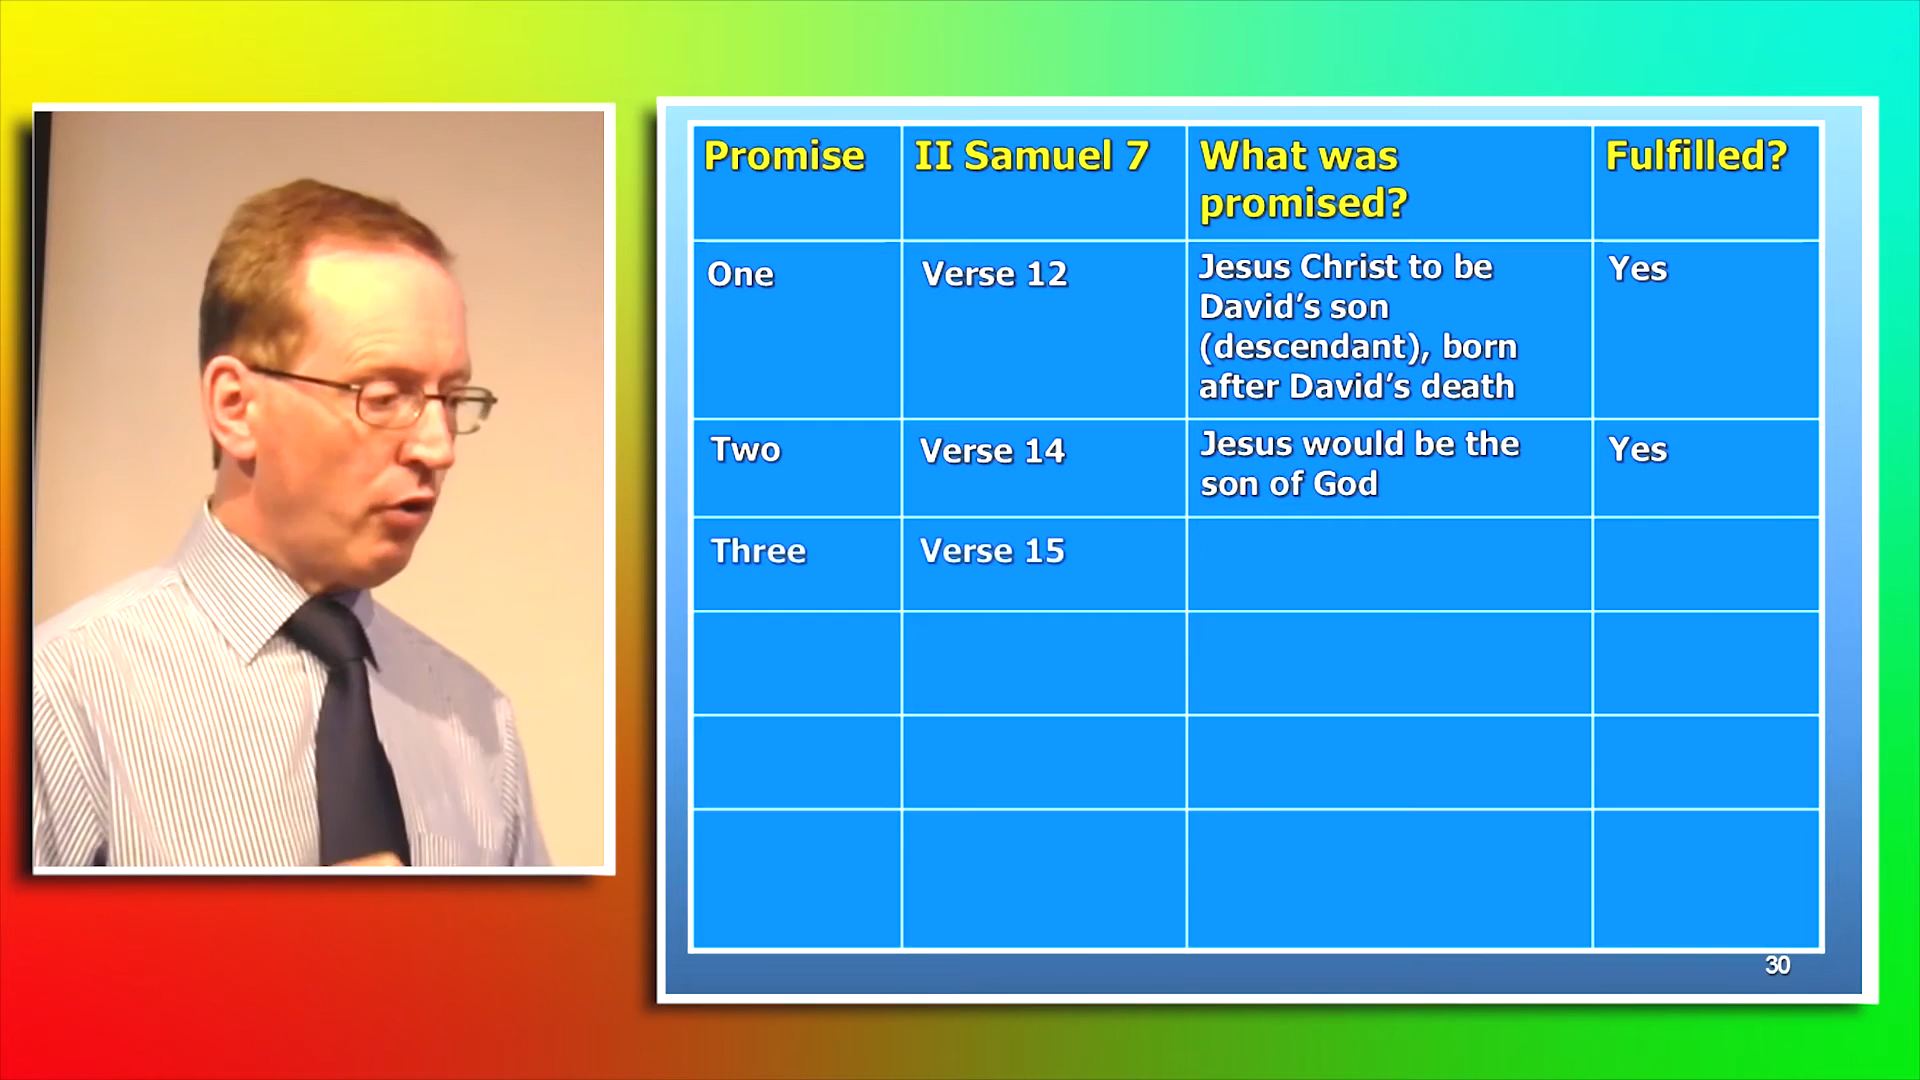 Promise
II Samuel 7
What was
promised?
Fulfilled?
One
Verse 12
Jesus Christ to be
David’s son
(descendant), born
after David’s death
Yes
Two
Verse 14
Jesus would be the
son of God
Yes
Three
Verse 15
30